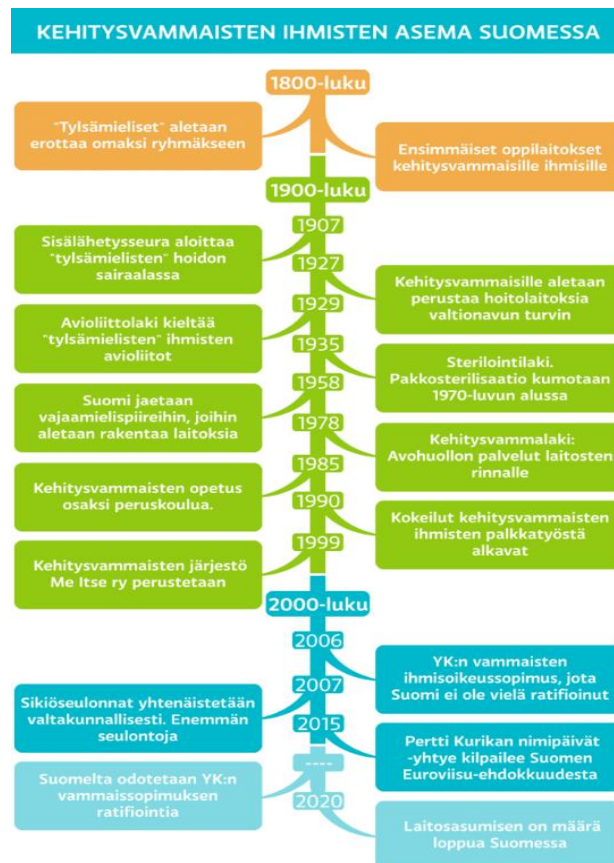 KEHITYSVAMMAISTEN IHMISTEN ASEMA SUOMESSA
1800-luku
"Tylsämieliset" aletaan
erottaa omaksi ryhmäkseen
Ensimmäiset oppilaitokset
kehitysvammaisille ihmisille
1900-luku
1907
Sisälähetysseura aloittaa
"tylsämielisten" hoidon
sairaalassa
1927
Kehitysvammaisille aletaan
perustaa hoitolaitoksia
valtionavun turvin
1929
Avioliittolaki kieltää
"tylsämielisten" ihmisten
avioliitot
1935
Sterilointilaki.
Pakkosterilisaatio kumotaan
1970-luvun alussa
1958
Suomi jaetaan
vajaamielispiireihin, joihin
aletaan rakentaa laitoksia
1978
Kehitysvammalaki:
Avohuollon palvelut laitosten
rinnalle
1985
Kehitysvammaisten opetus
osaksi peruskoulua.
1990
Kokeilut kehitysvammaisten
ihmisten palkkatyöstä
alkavat
1999
Kehitysvammaisten järjestö
Me Itse ry perustetaan
2000-luku
2006
YK:n vammaisten
ihmisoikeussopimus, jota
Suomi ei ole vielä ratifioinut
2007
Sikiöseulonnat yhtenäistetään
valtakunnallisesti. Enemmän
seulontoja
2015
Pertti Kurikan nimipäivät
-yhtye kilpailee Suomen
Euroviisu-ehdokkuudesta
----
Suomelta odotetaan YK:n
vammaissopimuksen
ratifiointia
2020
Laitosasumisen on määrä
loppua Suomessa